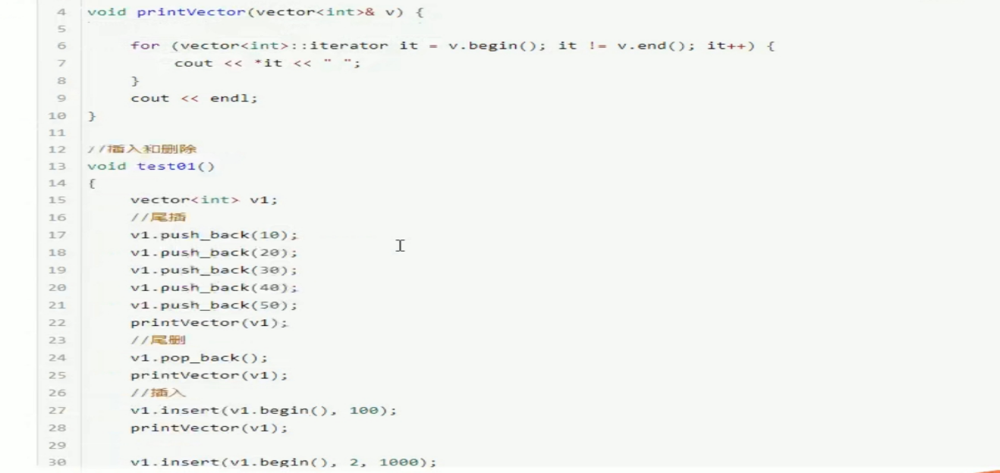 4 void printVector(vector<int>& v) {
5
6 for (vector<int>::iterator it = v.begin(); it != v.end(); it++) {
7 cout << *it << " ";
8 }
9 cout << endl;
10 }
11
12 //插入和删除
13 void test01()
14 {
15 vector<int> v1;
16 //尾插
17 v1.push_back(10);
18 v1.push_back(20);
19 v1.push_back(30);
20 v1.push_back(40);
21 v1.push_back(50);
22 printVector(v1);
23 //尾删
24 v1.pop_back();
25 printVector(v1);
26 //插入
27 v1.insert(v1.begin(), 100);
28 printVector(v1);
29
30 v1.insert(v1.begin(), 2, 1000);